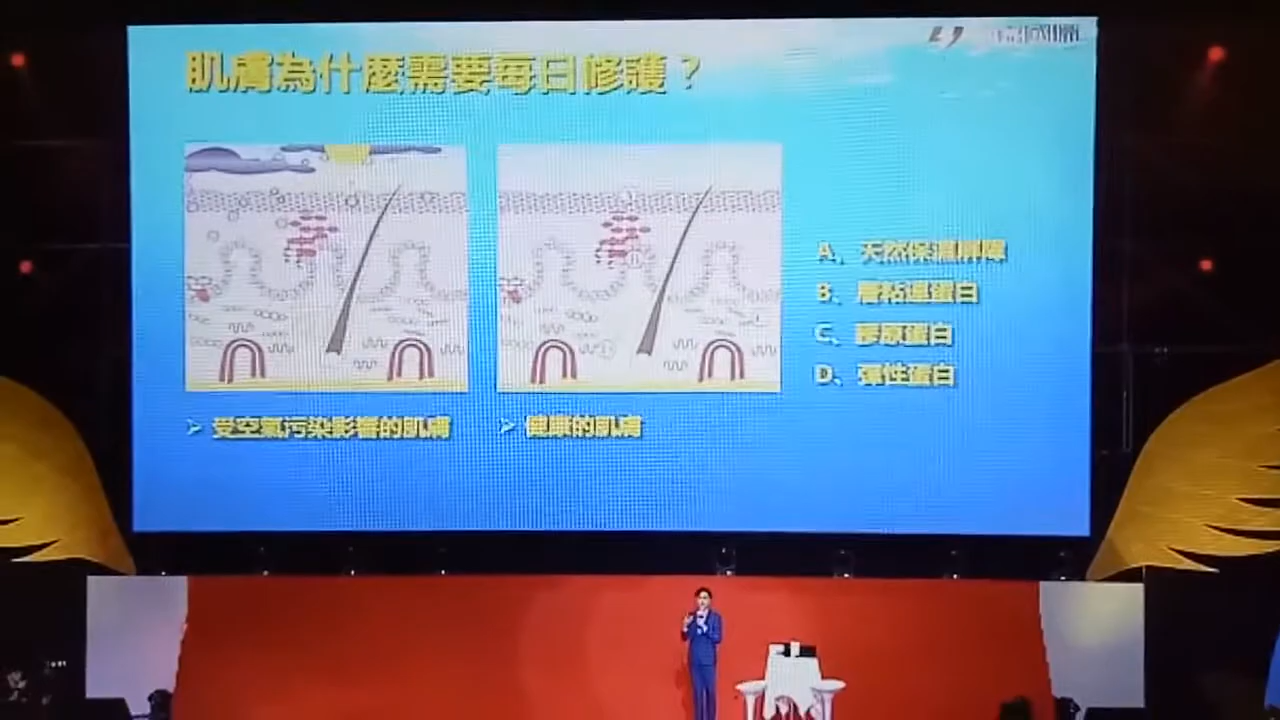 肌膚為什麼需要每日修護？
A、天然保濕屏障
B、層粘連蛋白
C、膠原蛋白
D、彈性蛋白
➢ 受空氣污染影響的肌膚
➢ 健康的肌膚